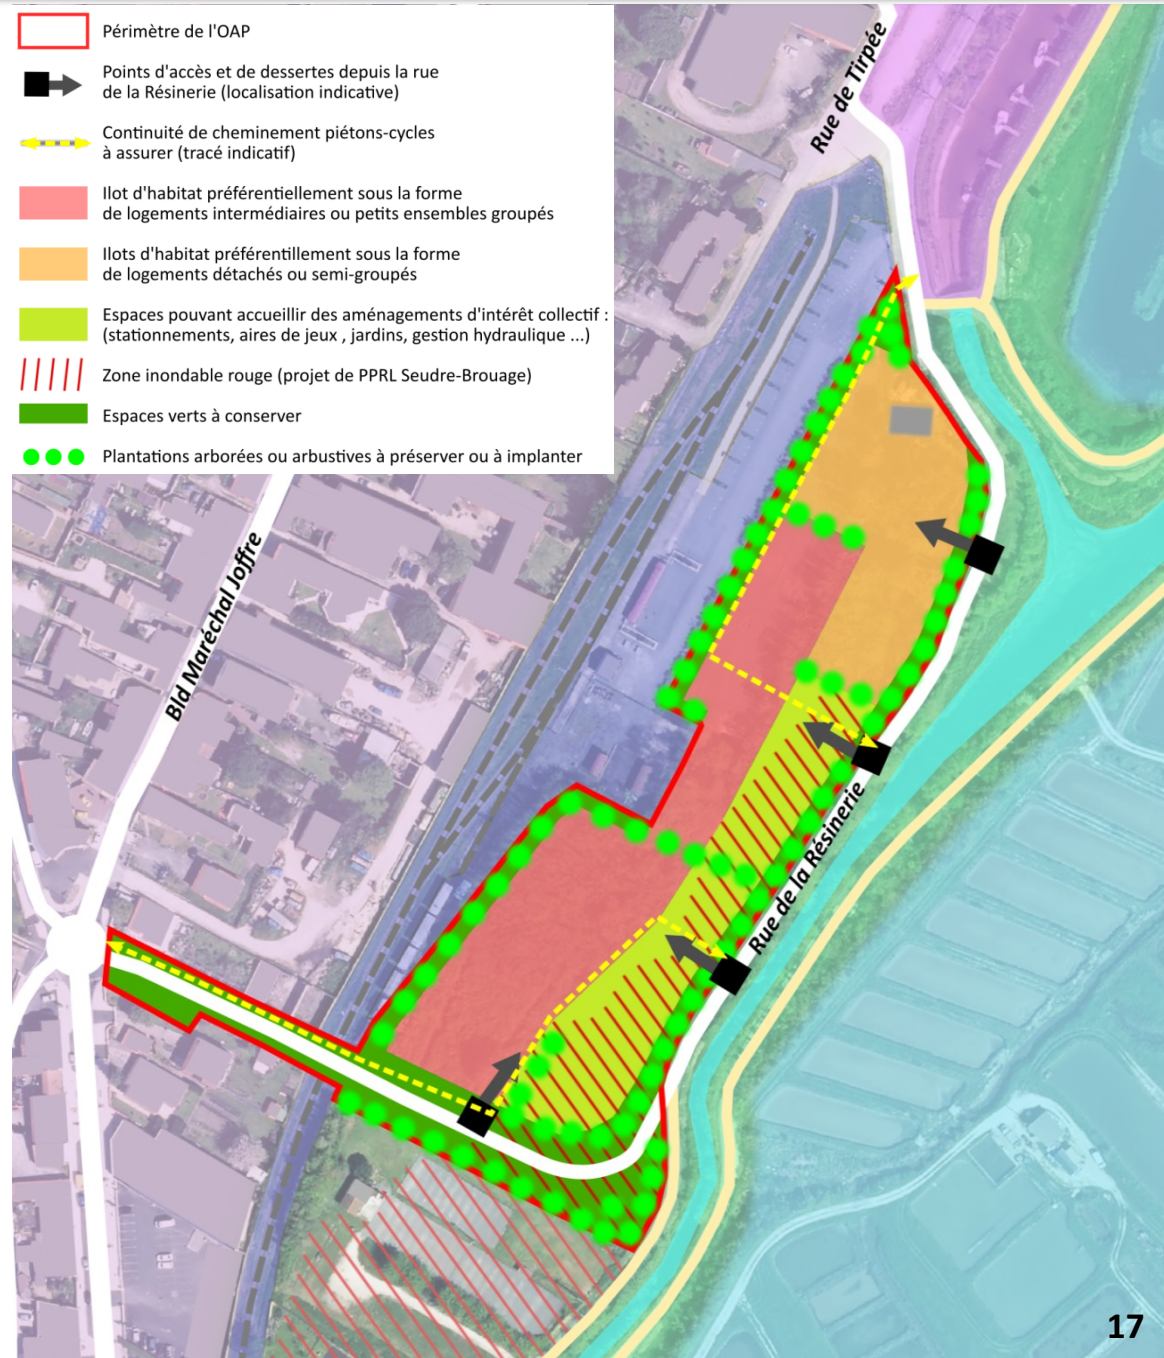 Périmètre de l'OAP
Points d'accès et de dessertes depuis la rue
de la Résinerie (localisation indicative)
Continuité de cheminement piétons-cycles
à assurer (tracé indicatif)
Ilot d'habitat préférentiellement sous la forme
de logements intermédiaires ou petits ensembles groupés
Ilots d'habitat préférentillement sous la forme
de logements détachés ou semi-groupés
Espaces pouvant accueillir des aménagements d'intérêt collectif :
(stationnements, aires de jeux , jardins, gestion hydraulique ...)
Zone inondable rouge (projet de PPRL Seudre-Brouage)
Espaces verts à conserver
Plantations arborées ou arbustives à préserver ou à implanter
Rue de Tirpée
Bld Maréchal Joffre
Rue de la Résinerie
17